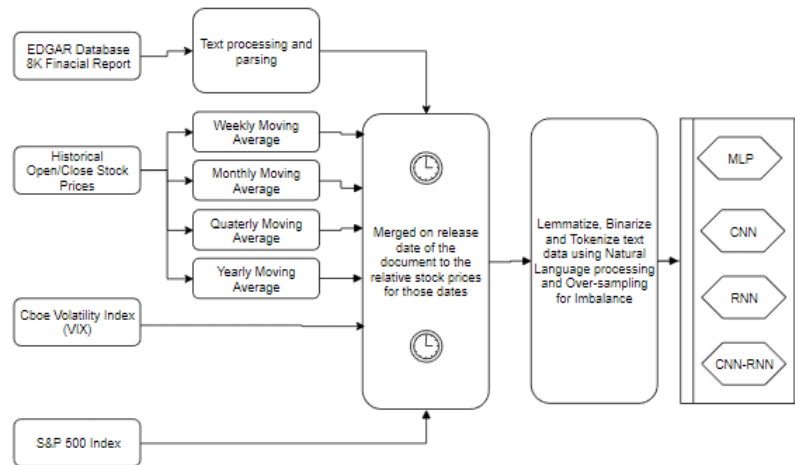 EDGAR Database
8K Finacial Report
Text processing and
parsing
Historical
Open/Close Stock
Prices
Weekly Moving
Average
Monthly Moving
Average
Quaterly Moving
Average
Yearly Moving
Average
Cboe Volatility Index
(VIX)
S&P 500 Index
Merged on release
date of the
document to the
relative stock prices
for those dates
Lemmatize, Binarize
and Tokenize text
data using Natural
Language processing
and Over-sampling
for Imbalance
MLP
CNN
RNN
CNN-RNN